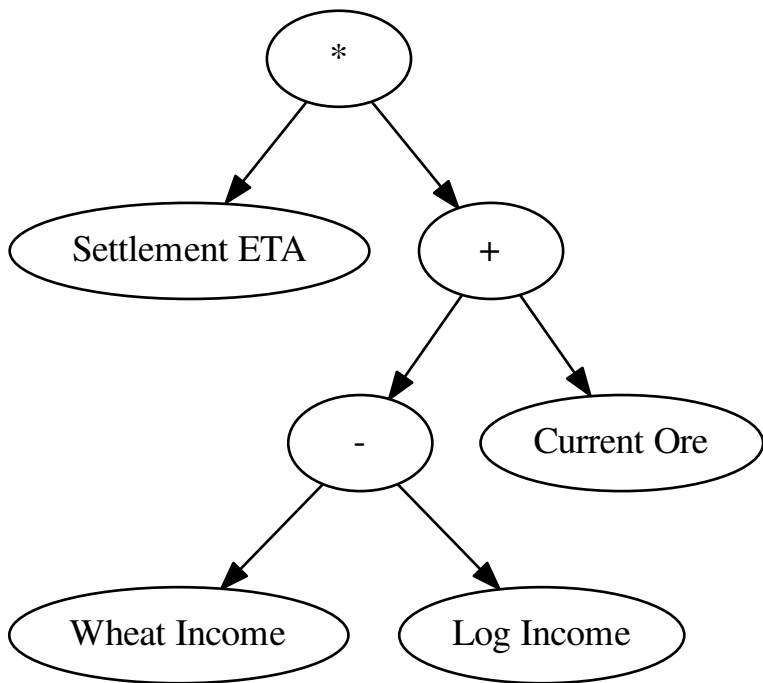 *
Settlement ETA
+
-
Current Ore
Wheat Income
Log Income